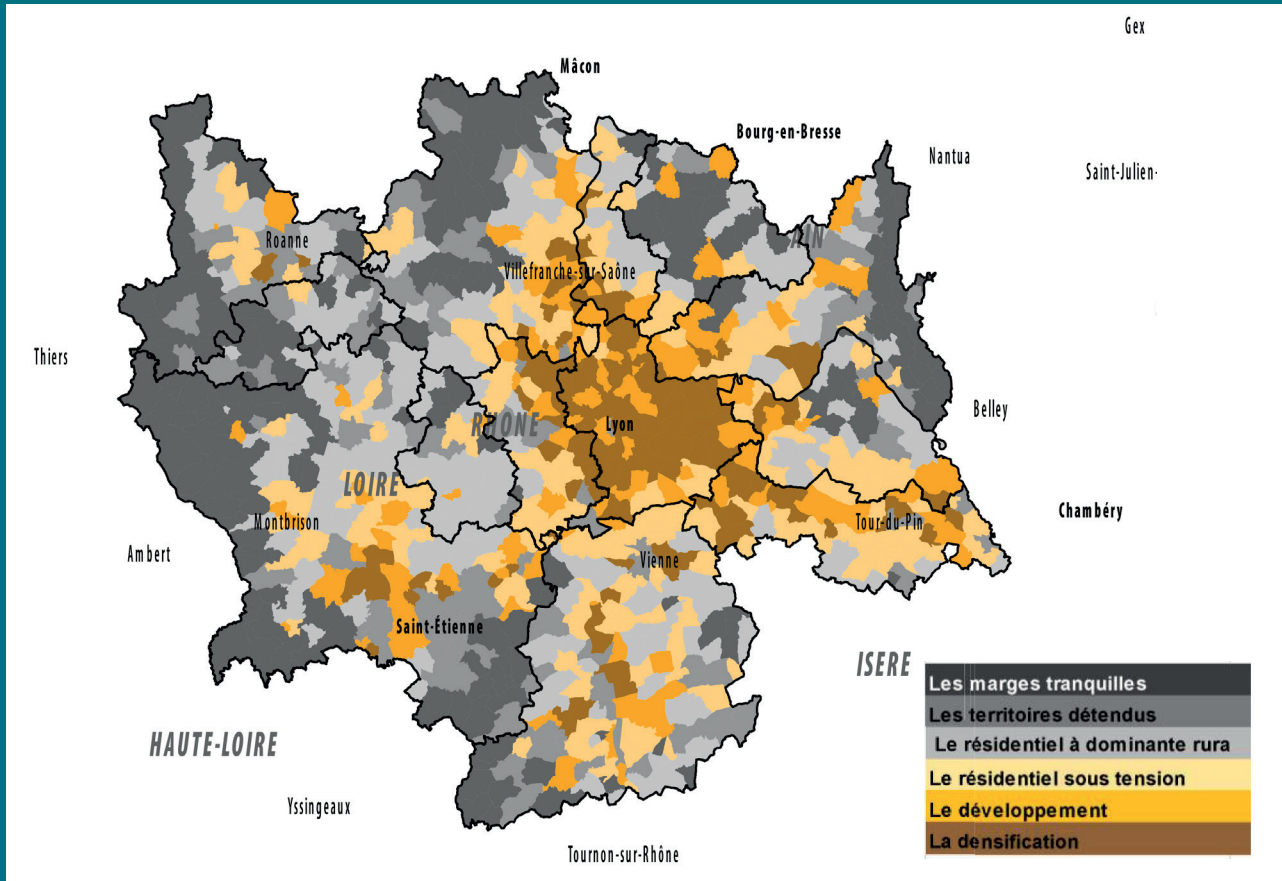 Gex
Mâcon
Bourg-en-Bresse
Nantua
Saint-Julien-
Roanne
AIN
Villefranche-sur-Saône
Thiers
Belley
RHONE
Lyon
LOIRE
Montbrison
Tour-du-Pin
Chambéry
Ambert
Vienne
Saint-Étienne
ISERE
HAUTE-LOIRE
Yssingeaux
Tournon-sur-Rhône
Les marges tranquilles
Les territoires détendus
Le résidentiel à dominante rura
Le résidentiel sous tension
Le développement
La densification